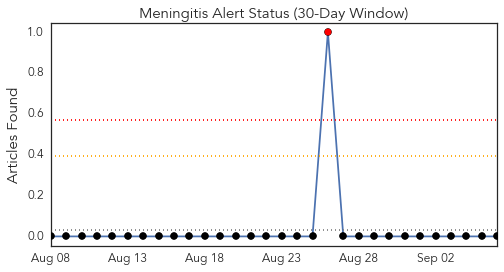 Meningitis Alert Status (30-Day Window)
Articles Found
1.0
0.8
0.6
0.4
0.2
0.0
Aug 08 Aug 13 Aug 18 Aug 23 Aug 28 Sep 02